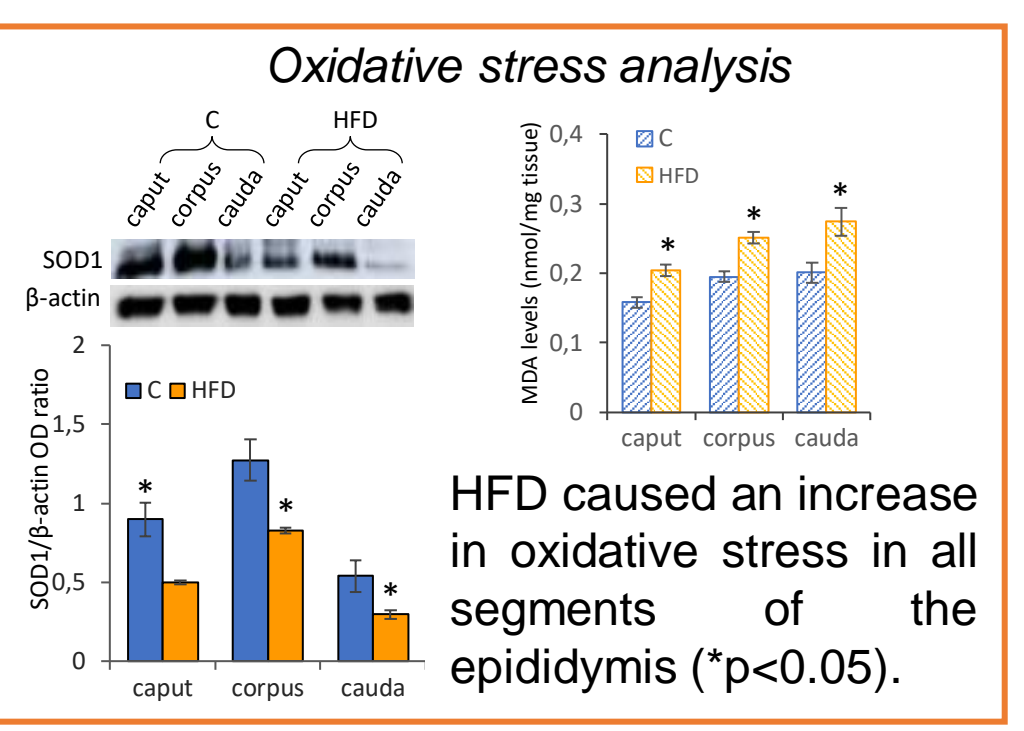 Oxidative stress analysis
C HFD
caput corpus cauda caput corpus cauda
SOD1
β-actin
SOD1/β-actin OD ratio
2
1,5
1
0,5
0
C HFD
*
*
*
caput corpus cauda
MDA levels (nmol/mg tissue)
0,4
0,3
0,2
0,1
0
C
HFD
*
*
*
caput corpus cauda
HFD caused an increase
in oxidative stress in all
segments of the
epididymis (*p<0.05).